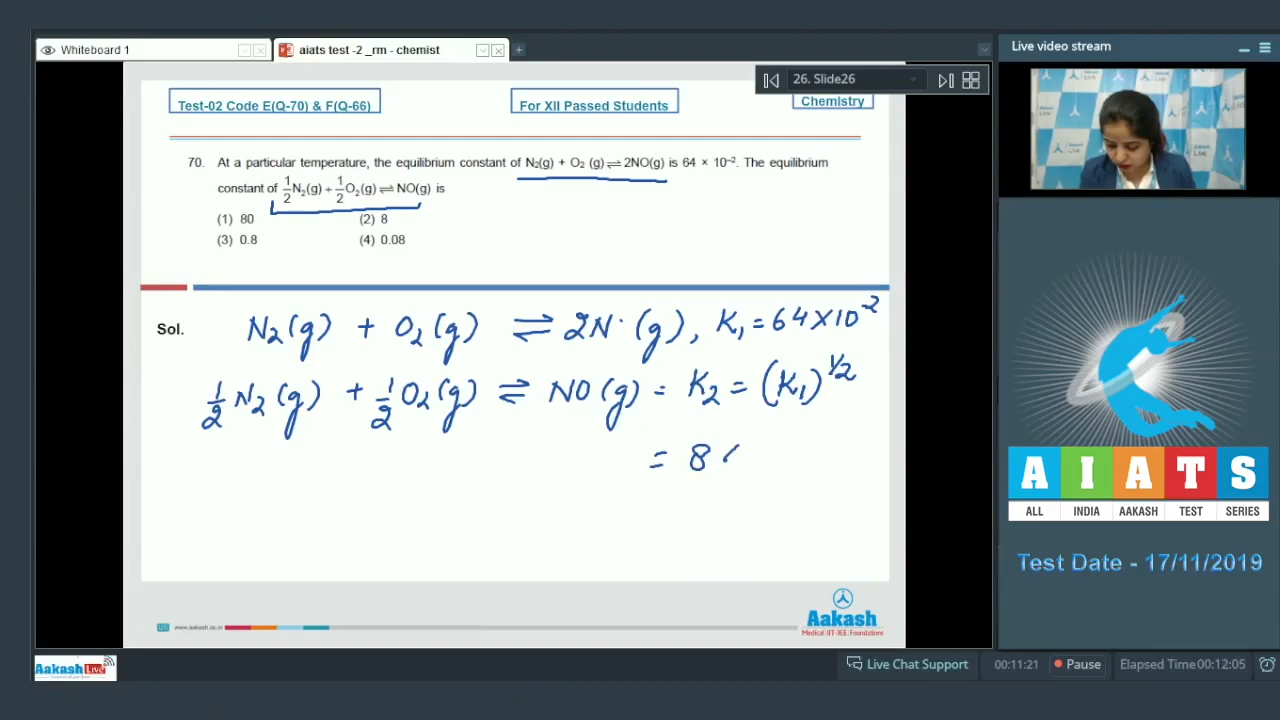 Whiteboard 1
aiats test -2 _rm - chemist
Live video stream
26. Slide26
Test-02 Code E(Q-70) & F(Q-66)
For XII Passed Students
Chemistry
70. At a particular temperature, the equilibrium constant of N₂(g) + O₂ (g)⇌2NO(g) is 64 × 10⁻². The equilibrium
constant of 1/2N₂(g)+1/2O₂(g)⇌NO(g) is
(1) 80 (2) 8
(3) 0.8 (4) 0.08
Sol. N₂(g) + O₂(g) ⇌ 2N·(g), K₁ = 64×10⁻²
1/2 N₂(g) + 1/2 O₂(g) ⇌ NO(g) = K₂ = (K₁)^1/2
= 8
AIATS
ALL INDIA AAKASH TEST SERIES
Test Date - 17/11/2019
www.aakash.ac.in
Aakash
Medical|IIT-JEE|Foundations
Aakash Live
Live Chat Support
00:11:21
Pause
Elapsed Time 00:12:05